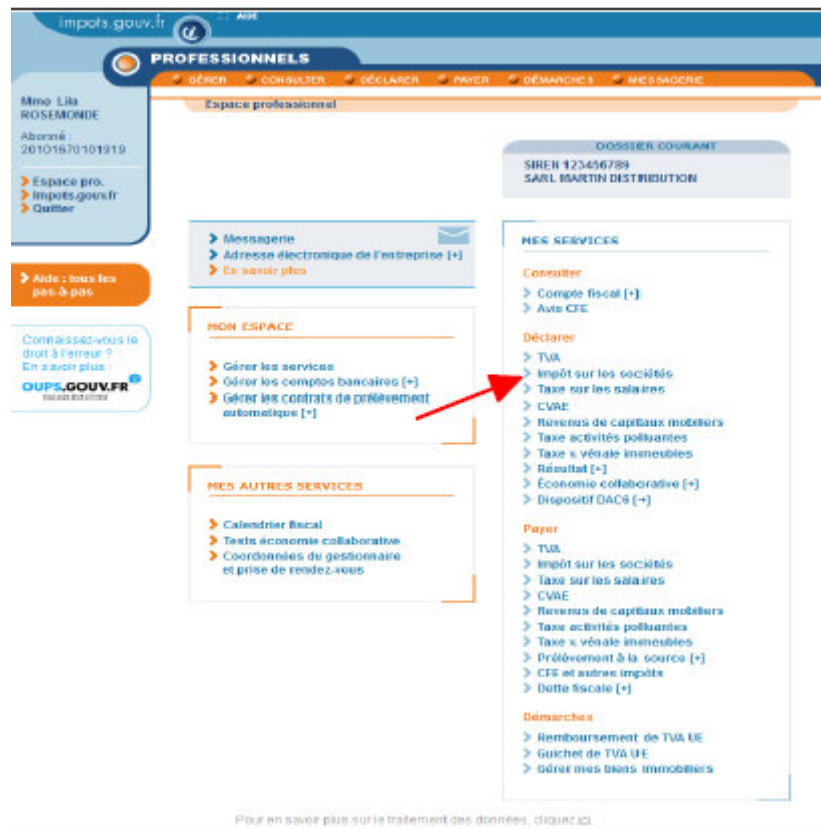 impots.gouv.fr
AIDE
PROFESSIONNELS
GÉRER CONSULTER DÉCLARER PAYER DÉMARCHES MESSAGERIE
Mme Lila
ROSEMONDE
Abonné :
20101670101919
Espace pro.
Impots.gouv.fr
Quitter
Aide : tous les
pas-à-pas
Connaissez-vous le
droit à l'erreur ?
En savoir plus :
OUPS.GOUV.FR
Espace professionnel
DOSSIER COURANT
SIREN 123456789
SARL MARTIN DISTRIBUTION
Messagerie
Adresse électronique de l'entreprise [+]
En savoir plus
MON ESPACE
Gérer les services
Gérer les comptes bancaires [+]
Gérer les contrats de prélèvement
automatique [+]
MES AUTRES SERVICES
Calendrier fiscal
Tests économie collaborative
Coordonnées du gestionnaire
et prise de rendez-vous
MES SERVICES
Consulter
Compte fiscal [+]
Avis CFE
Déclarer
TVA
Impôt sur les sociétés
Taxe sur les salaires
CVAE
Revenus de capitaux mobiliers
Taxe activités polluantes
Taxe v. vénale immeubles
Résultat [+]
Économie collaborative [+]
Dispositif DAC6 [+]
Payer
TVA
Impôt sur les sociétés
Taxe sur les salaires
CVAE
Revenus de capitaux mobiliers
Taxe activités polluantes
Taxe v. vénale immeubles
Prélèvement à la source [+]
CFE et autres impôts
Dette fiscale [+]
Démarches
Remboursement de TVA UE
Guichet de TVA UE
Gérer mes biens immobiliers
Pour en savoir plus sur le traitement des données, cliquez ici